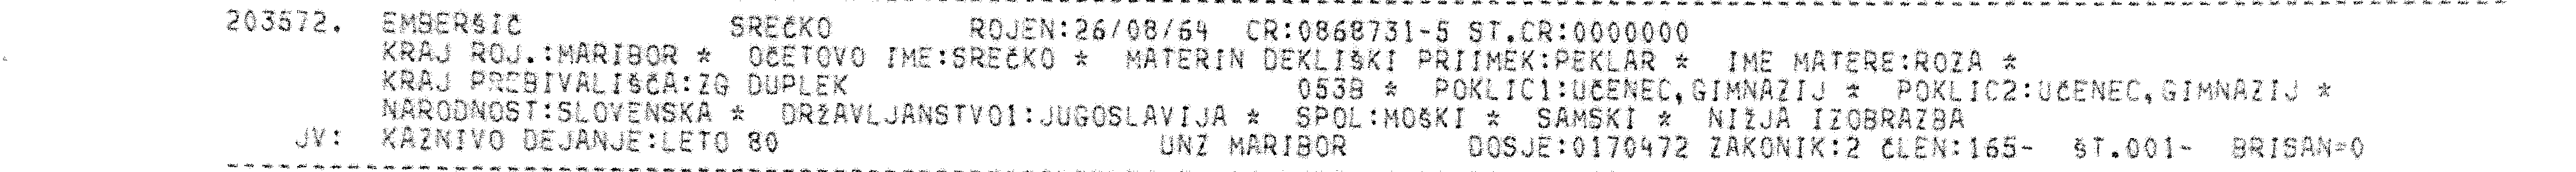 203572. EMBERŠIČ SREČKO ROJEN:26/08/64 CR:0868731-5 ST.CR:0000000
KRAJ ROJ.:MARIBOR * OČETOVO IME:SREČKO * MATERIN DEKLIŠKI PRIIMEK:PEKLAR * IME MATERE:ROZA *
KRAJ PREBIVALIŠČA:ZG DUPLEK 053B * POKLIC1:UČENEC,GIMNAZIJ * POKLIC2:UČENEC,GIMNAZIJ *
NARODNOST:SLOVENSKA * DRŽAVLJANSTVO1:JUGOSLAVIJA * SPOL:MOŠKI * SAMSKI * NIŽJA IZOBRAZBA
JV: KAZNIVO DEJANJE:LETO 80 UNZ MARIBOR DOSJE:0170472 ZAKONIK:2 ČLEN:165- ŠT.001- BRISAN=0